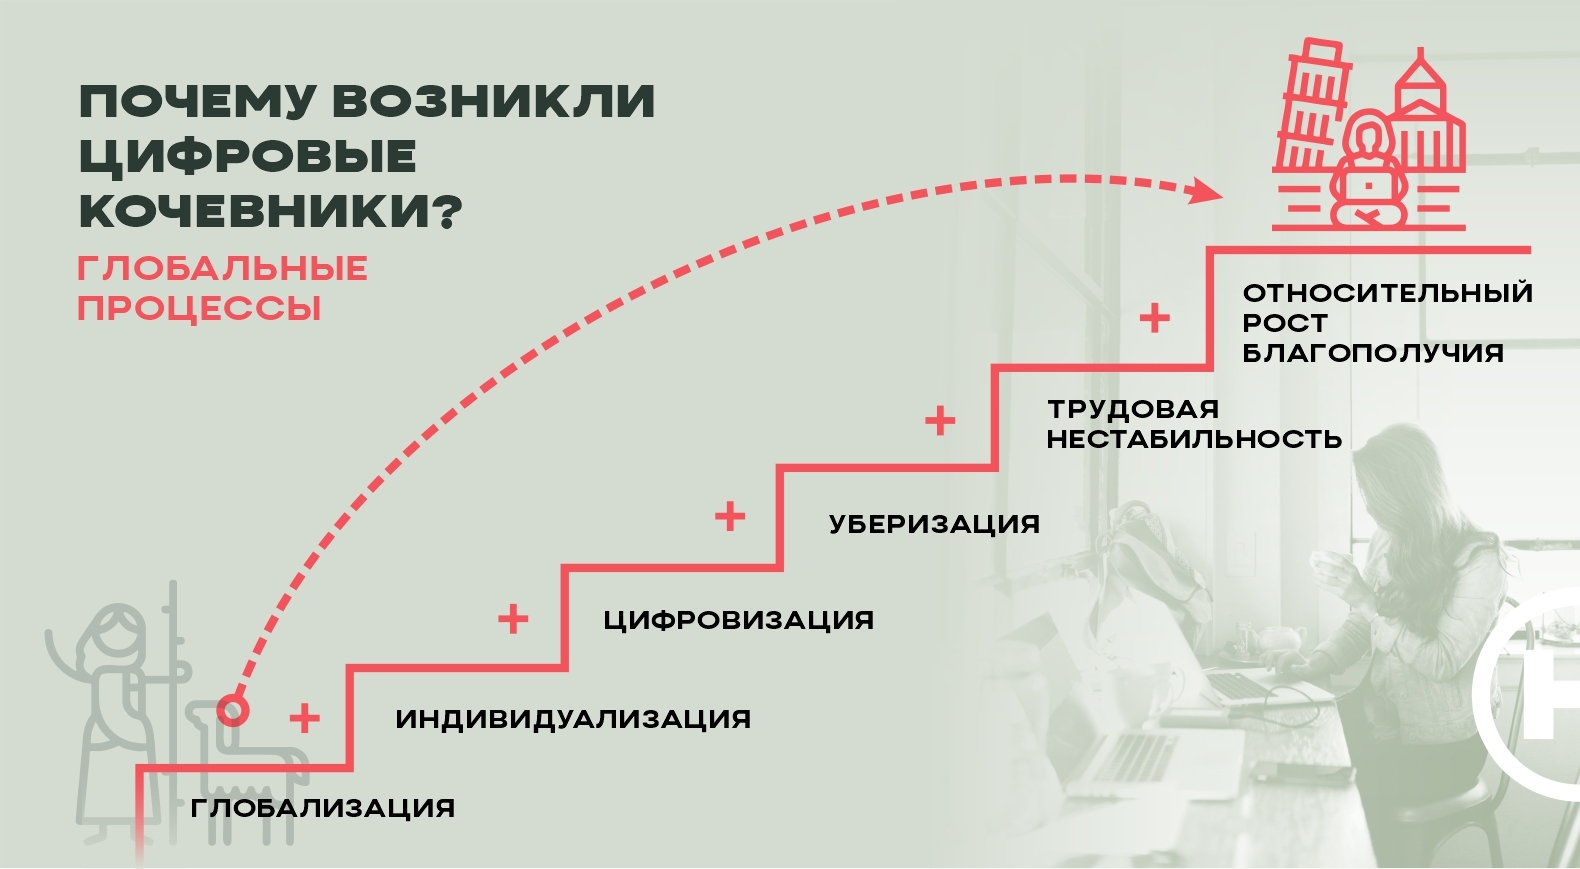 ПОЧЕМУ ВОЗНИКЛИ
ЦИФРОВЫЕ
КОЧЕВНИКИ?
ГЛОБАЛЬНЫЕ
ПРОЦЕССЫ
+
ОТНОСИТЕЛЬНЫЙ
РОСТ
БЛАГОПОЛУЧИЯ
+
ТРУДОВАЯ
НЕСТАБИЛЬНОСТЬ
+
УБЕРИЗАЦИЯ
+
ЦИФРОВИЗАЦИЯ
+
ИНДИВИДУАЛИЗАЦИЯ
ГЛОБАЛИЗАЦИЯ